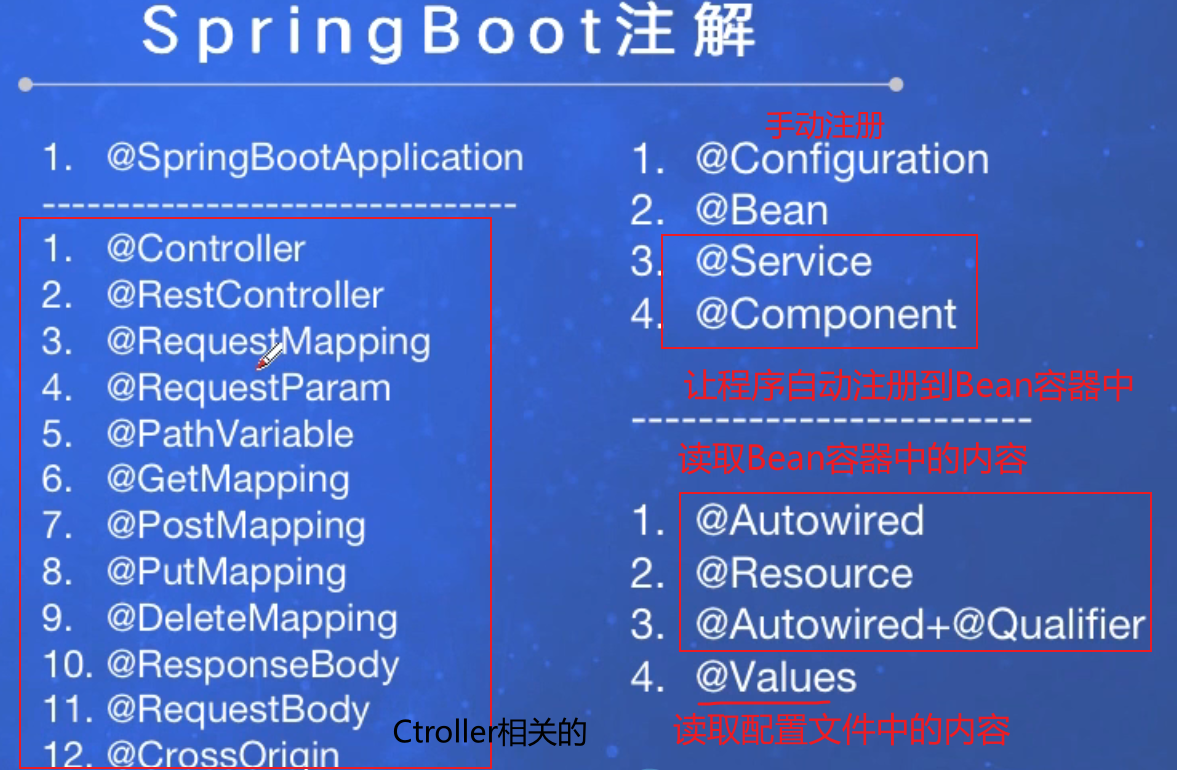 SpringBoot注解
1. @SpringBootApplication
--------------------------------
1. @Controller
2. @RestController
3. @RequestMapping
4. @RequestParam
5. @PathVariable
6. @GetMapping
7. @PostMapping
8. @PutMapping
9. @DeleteMapping
10. @ResponseBody
11. @RequestBody
12. @CrossOrigin
Ctroller相关的
手动注册
1. @Configuration
2. @Bean
3. @Service
4. @Component
让程序自动注册到Bean容器中
------------------------
读取Bean容器中的内容
1. @Autowired
2. @Resource
3. @Autowired+@Qualifier
4. @Values
读取配置文件中的内容